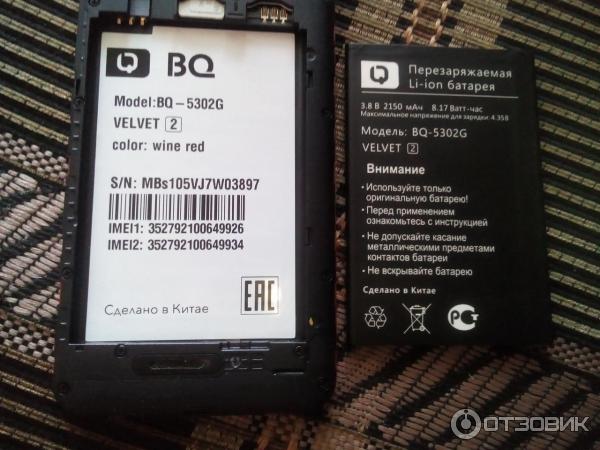 BQ
Model:BQ – 5302G
VELVET 2
color: wine red
S/N: MBs105VJ7W03897
IMEI1: 352792100649926
IMEI2: 352792100649934
Сделано в Китае
EAC
Перезаряжаемая
Li-ion батарея
3.8 В 2150 мАч 8.17 Ватт-час
Максимальное напряжение для зарядки: 4.35В
Модель: BQ-5302G
VELVET 2
Внимание
• Используйте только
оригинальную батарею!
• Перед применением
ознакомьтесь с инструкцией
• Не допускайте касание
металлическими предметами
контактов батареи
• Не вскрывайте батарею
Сделано в Китае
РС
ОТЗОВИК